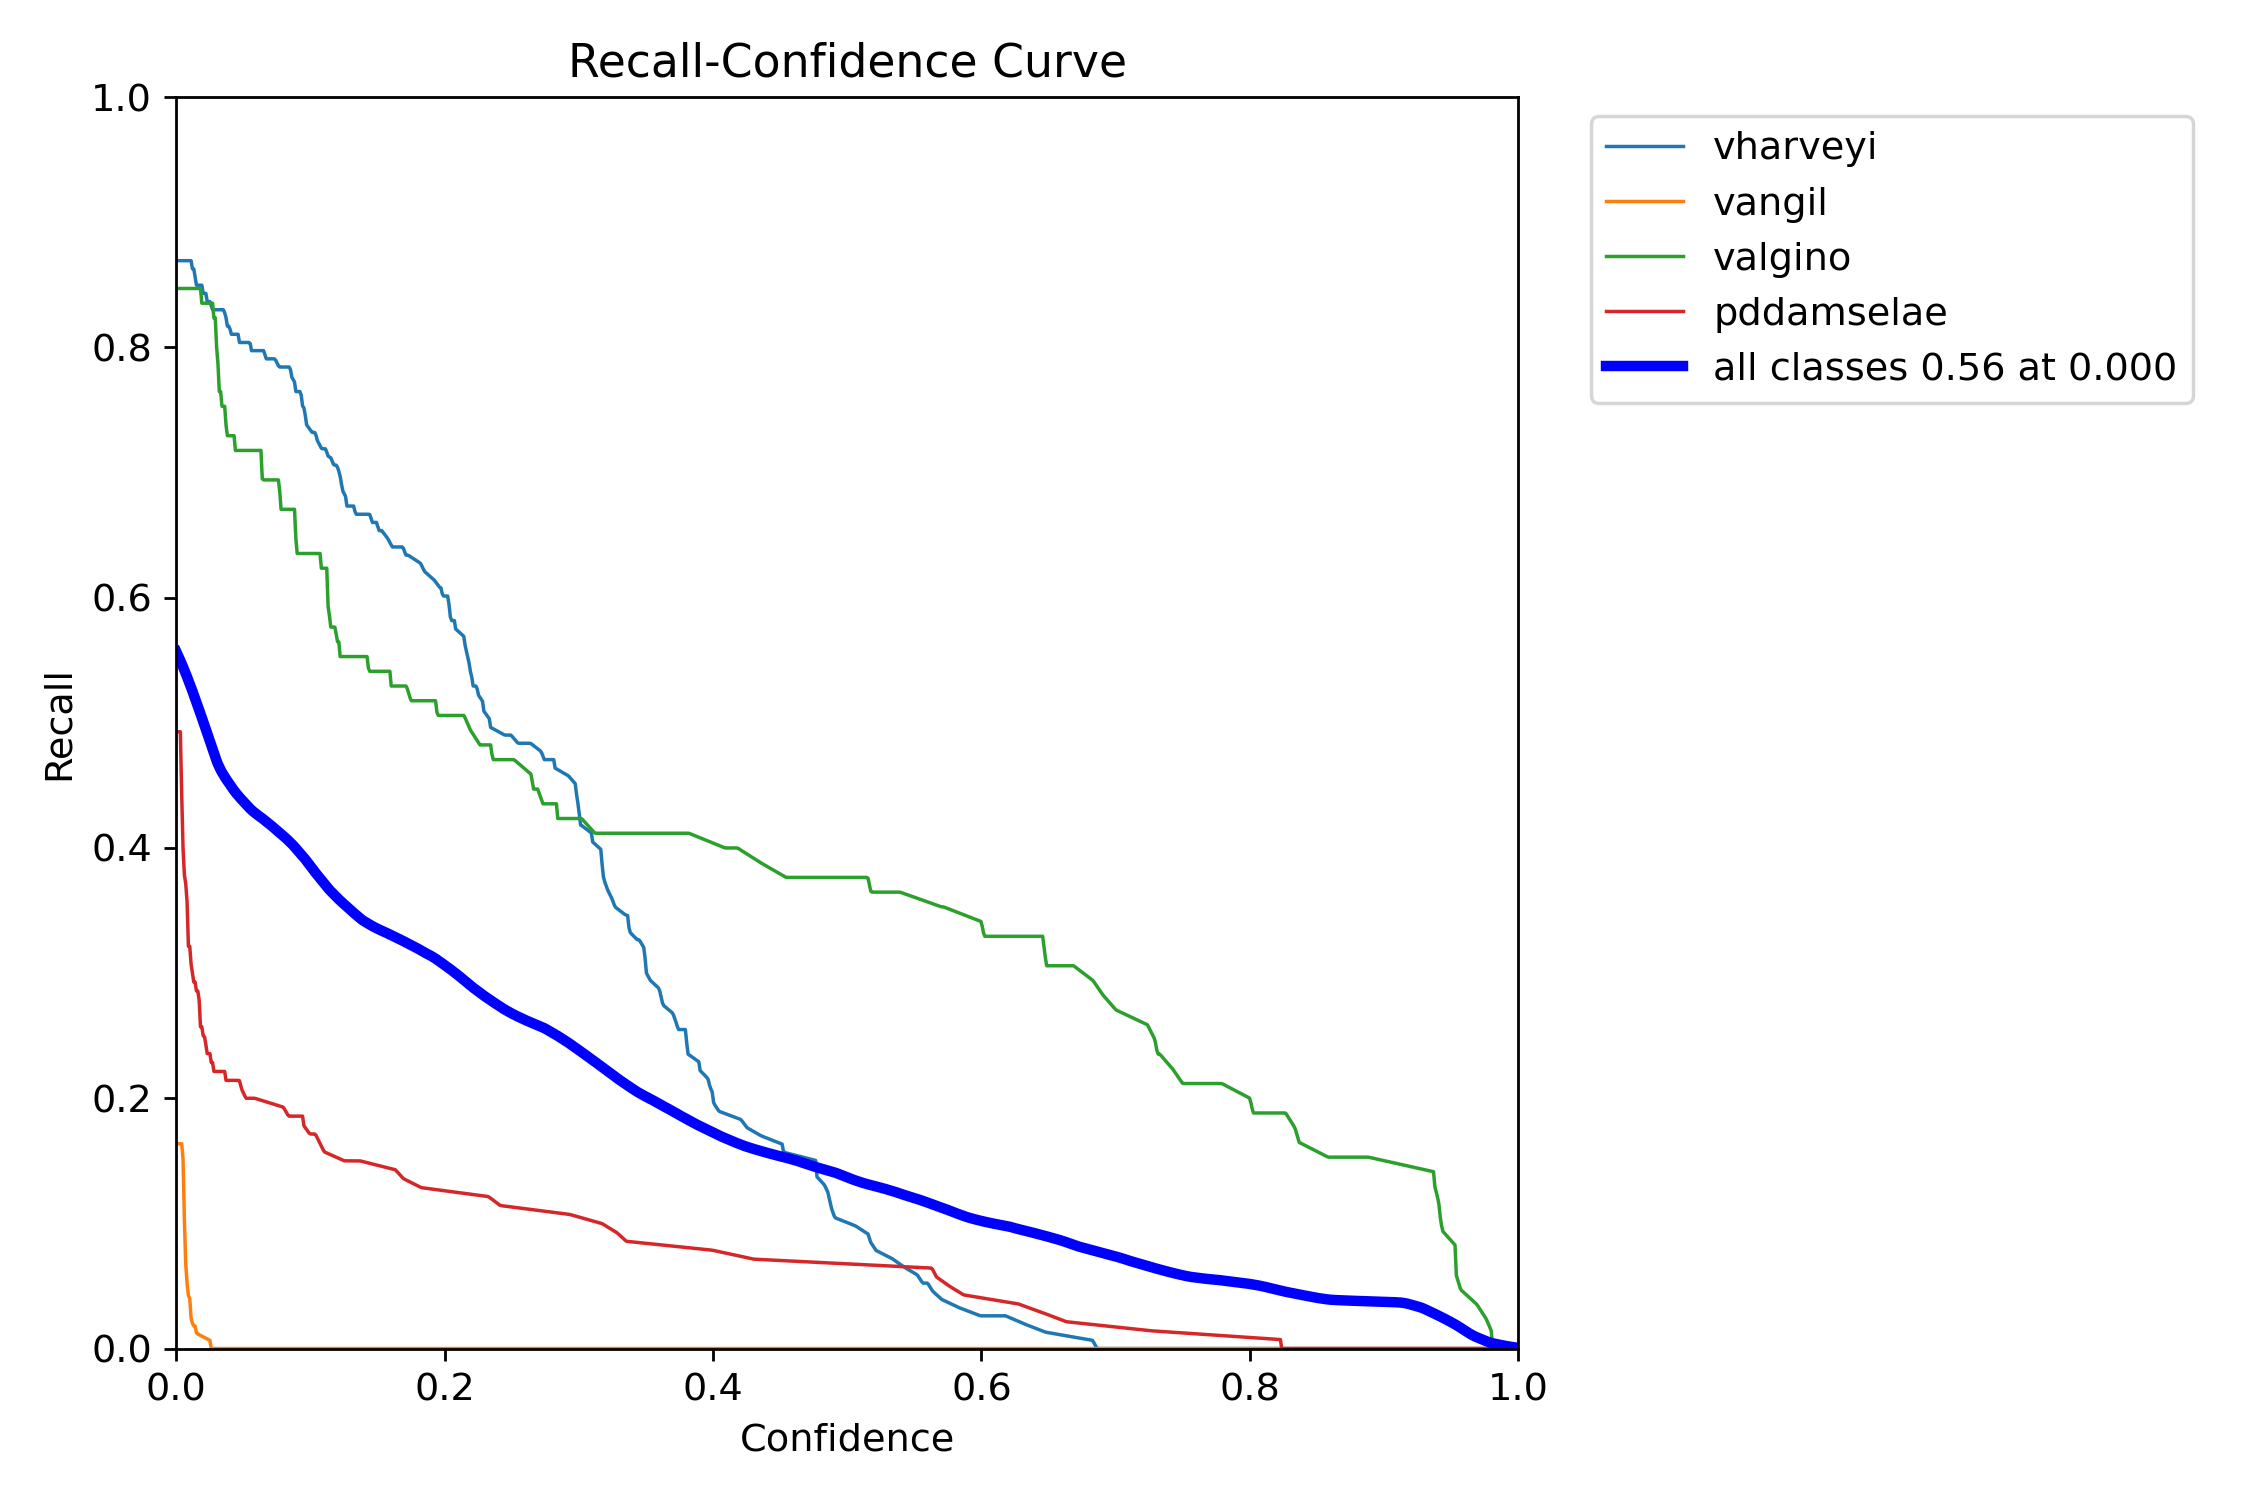 Recall-Confidence Curve
1.0
0.8
0.6
0.4
0.2
0.0
Recall
0.0 0.2 0.4 0.6 0.8 1.0
Confidence
vharveyi
vangil
valgino
pddamselae
all classes 0.56 at 0.000